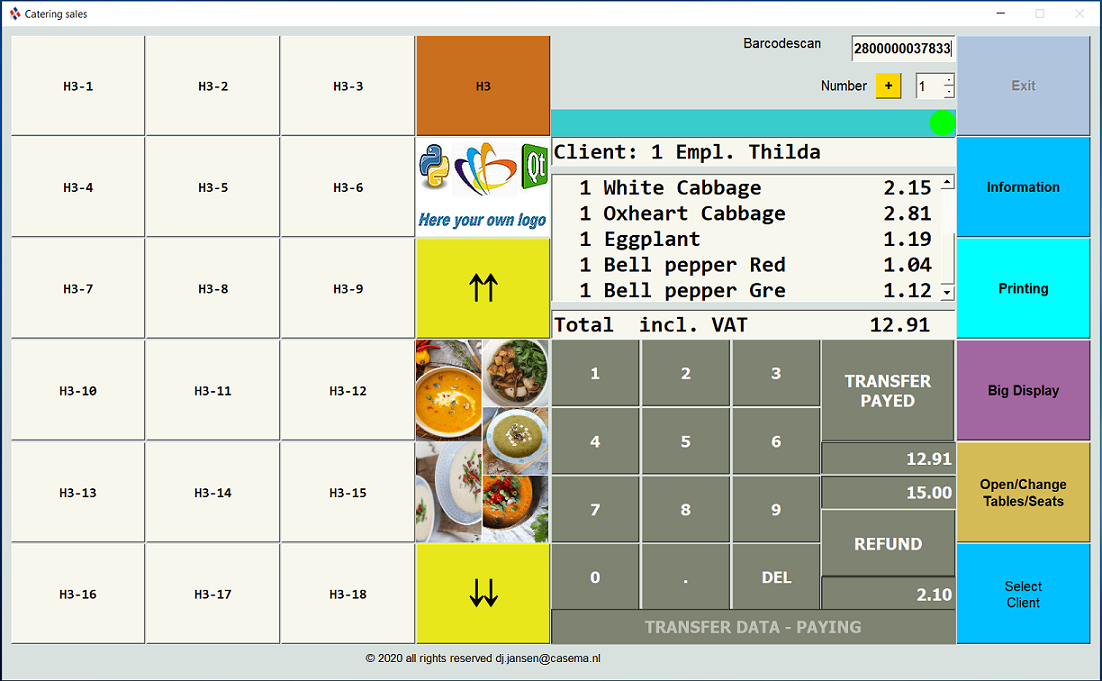 Catering sales
H3-1
H3-2
H3-3
H3
Barcodescan
2800000037833
Exit
Number
+
1
Client: 1 Empl. Thilda
H3-4
H3-5
H3-6
Qt
Here your own logo
Information
1 White Cabbage 2.15
1 Oxheart Cabbage 2.81
1 Eggplant 1.19
1 Bell pepper Red 1.04
1 Bell pepper Gre 1.12
H3-7
H3-8
H3-9
Printing
Total incl. VAT 12.91
H3-10
H3-11
H3-12
1
2
3
TRANSFER
PAYED
Big Display
4
5
6
12.91
H3-13
H3-14
H3-15
7
8
9
15.00
Open/Change
Tables/Seats
REFUND
H3-16
H3-17
H3-18
0
.
DEL
2.10
Select
Client
TRANSFER DATA - PAYING
© 2020 all rights reserved dj.jansen@casema.nl